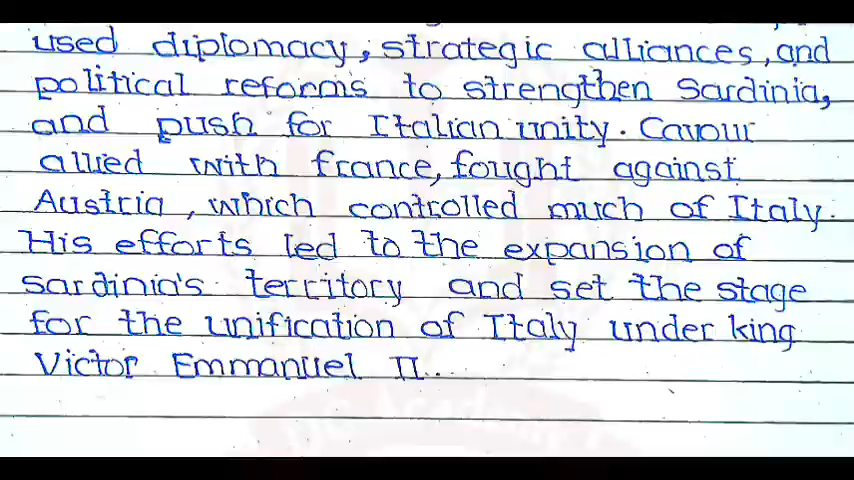 used diplomacy, strategic alliances, and
political reforms to strengthen Sardinia,
and push for Italian unity. Cavour
allied with france, fought against
Austria, which controlled much of Italy.
His efforts led to the expansion of
sardinia's territory and set the stage
for the unification of Italy under king
Victor Emmanuel II..